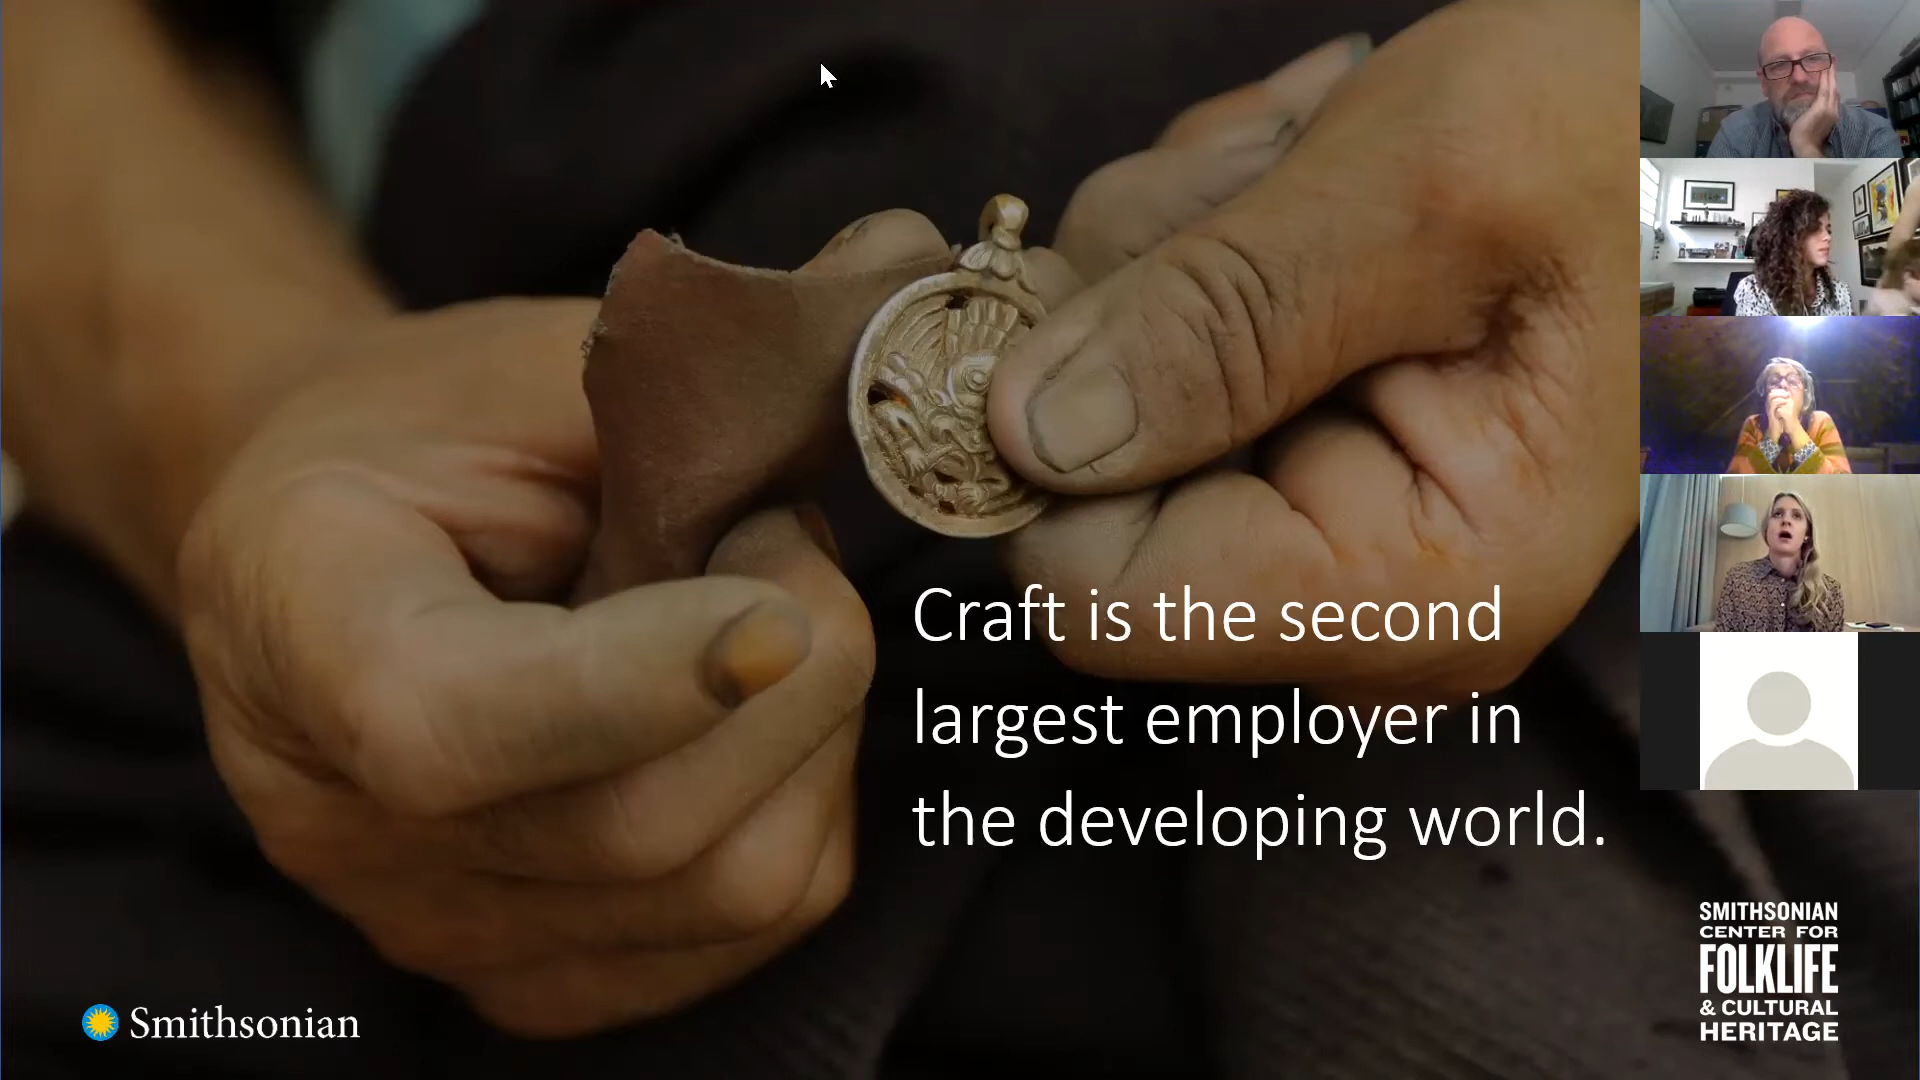 Craft is the second
largest employer in
the developing world.
Smithsonian
SMITHSONIAN
CENTER FOR
FOLKLIFE
& CULTURAL
HERITAGE